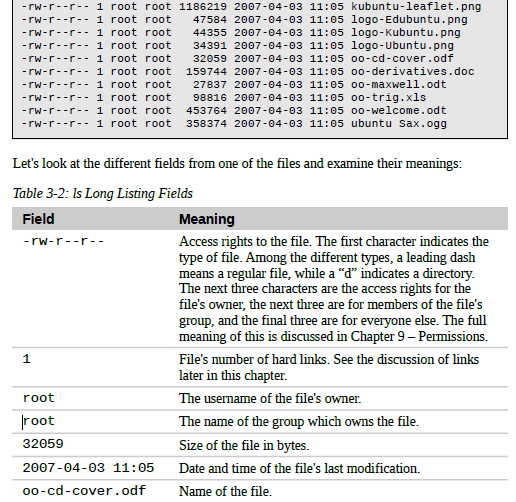 -rw-r--r-- 1 root root 1186219 2007-04-03 11:05 kubuntu-leaflet.png
-rw-r--r-- 1 root root   47584 2007-04-03 11:05 logo-Edubuntu.png
-rw-r--r-- 1 root root   44355 2007-04-03 11:05 logo-Kubuntu.png
-rw-r--r-- 1 root root   34391 2007-04-03 11:05 logo-Ubuntu.png
-rw-r--r-- 1 root root   32059 2007-04-03 11:05 oo-cd-cover.odf
-rw-r--r-- 1 root root  159744 2007-04-03 11:05 oo-derivatives.doc
-rw-r--r-- 1 root root   27837 2007-04-03 11:05 oo-maxwell.odt
-rw-r--r-- 1 root root   98816 2007-04-03 11:05 oo-trig.xls
-rw-r--r-- 1 root root  453764 2007-04-03 11:05 oo-welcome.odt
-rw-r--r-- 1 root root  358374 2007-04-03 11:05 ubuntu Sax.ogg
Let's look at the different fields from one of the files and examine their meanings:
Table 3-2: ls Long Listing Fields
Field Meaning
-rw-r--r-- Access rights to the file. The first character indicates the
type of file. Among the different types, a leading dash
means a regular file, while a “d” indicates a directory.
The next three characters are the access rights for the
file's owner, the next three are for members of the file's
group, and the final three are for everyone else. The full
meaning of this is discussed in Chapter 9 – Permissions.
1 File's number of hard links. See the discussion of links
later in this chapter.
root The username of the file's owner.
root The name of the group which owns the file.
32059 Size of the file in bytes.
2007-04-03 11:05 Date and time of the file's last modification.
oo-cd-cover.odf Name of the file.